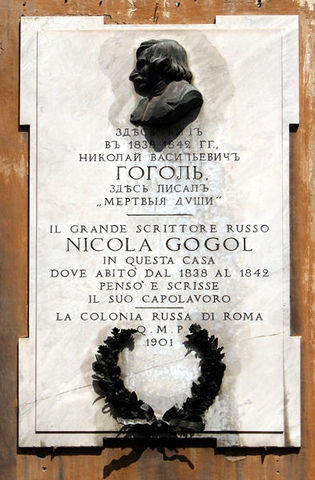 ЗДѢСЬ ЖИЛЪ
ВЪ 1838-1842 ГГ.,
НИКОЛАЙ ВАСИЛЬЕВИЧЪ
ГОГОЛЬ.
ЗДѢСЬ ПИСАЛЪ
„МЕРТВЫЯ ДУШИ“
IL GRANDE SCRITTORE RUSSO
NICOLA GOGOL
IN QUESTA CASA
DOVE ABITÒ DAL 1838 AL 1842
PENSÒ E SCRISSE
IL SUO CAPOLAVORO
LA COLONIA RUSSA DI ROMA
Q. M. P.
1901